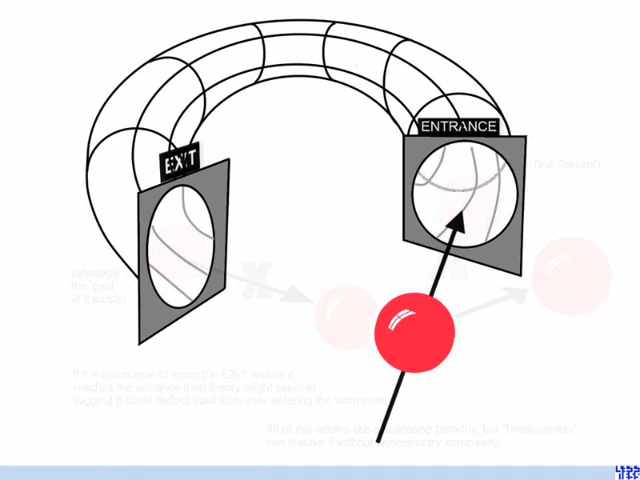 ENTRANCE
EXIT
(the Present)
the 'past'
-if it exists!)
If the ball is able to leave the EXIT, before it
reaches the entrance then theory might seem to
suggest it could deflect itself from ever entering the wormhole.
All of this seems like a fascinating paradox, but 'Timelessness'
can resolve it without unnecessary complexity...